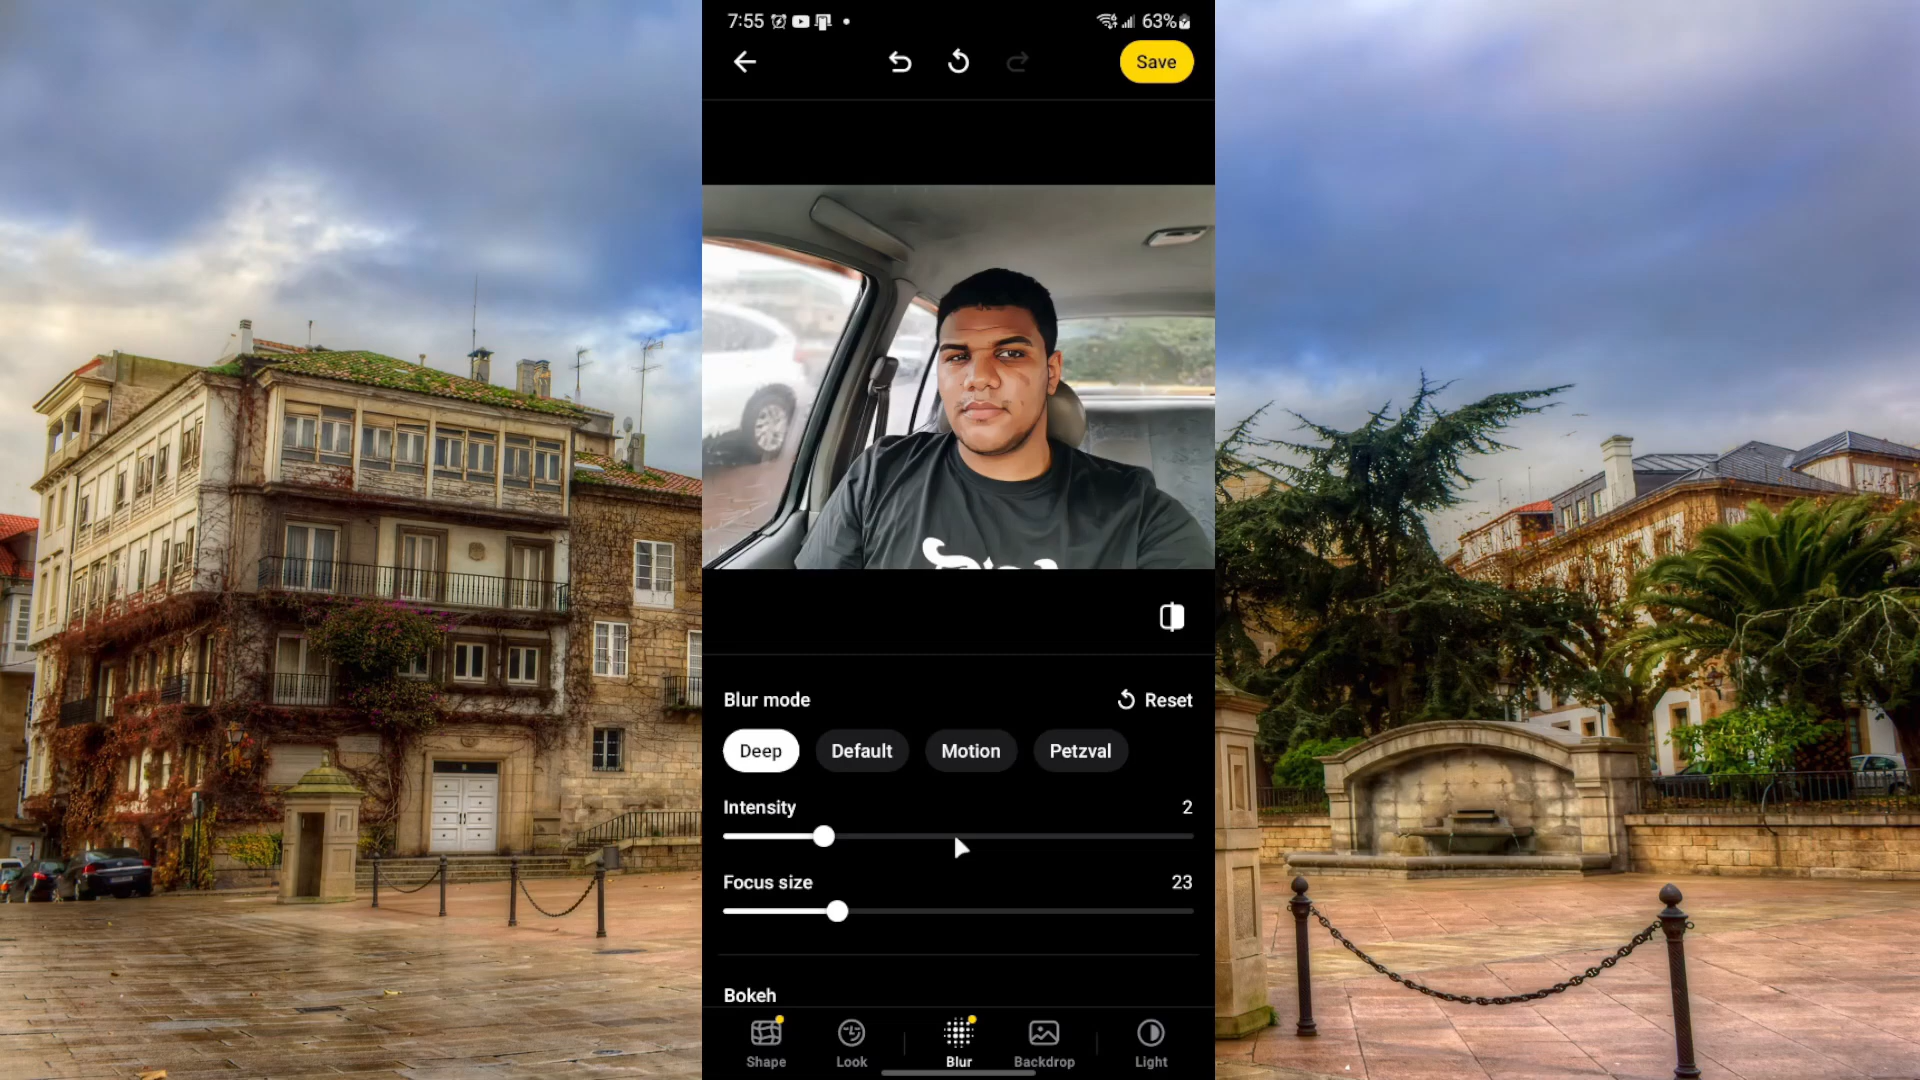 7:55 63%
Save
Blur mode Reset
Deep Default Motion Petzval
Intensity 2
Focus size 23
Bokeh
Shape Look Blur Backdrop Light